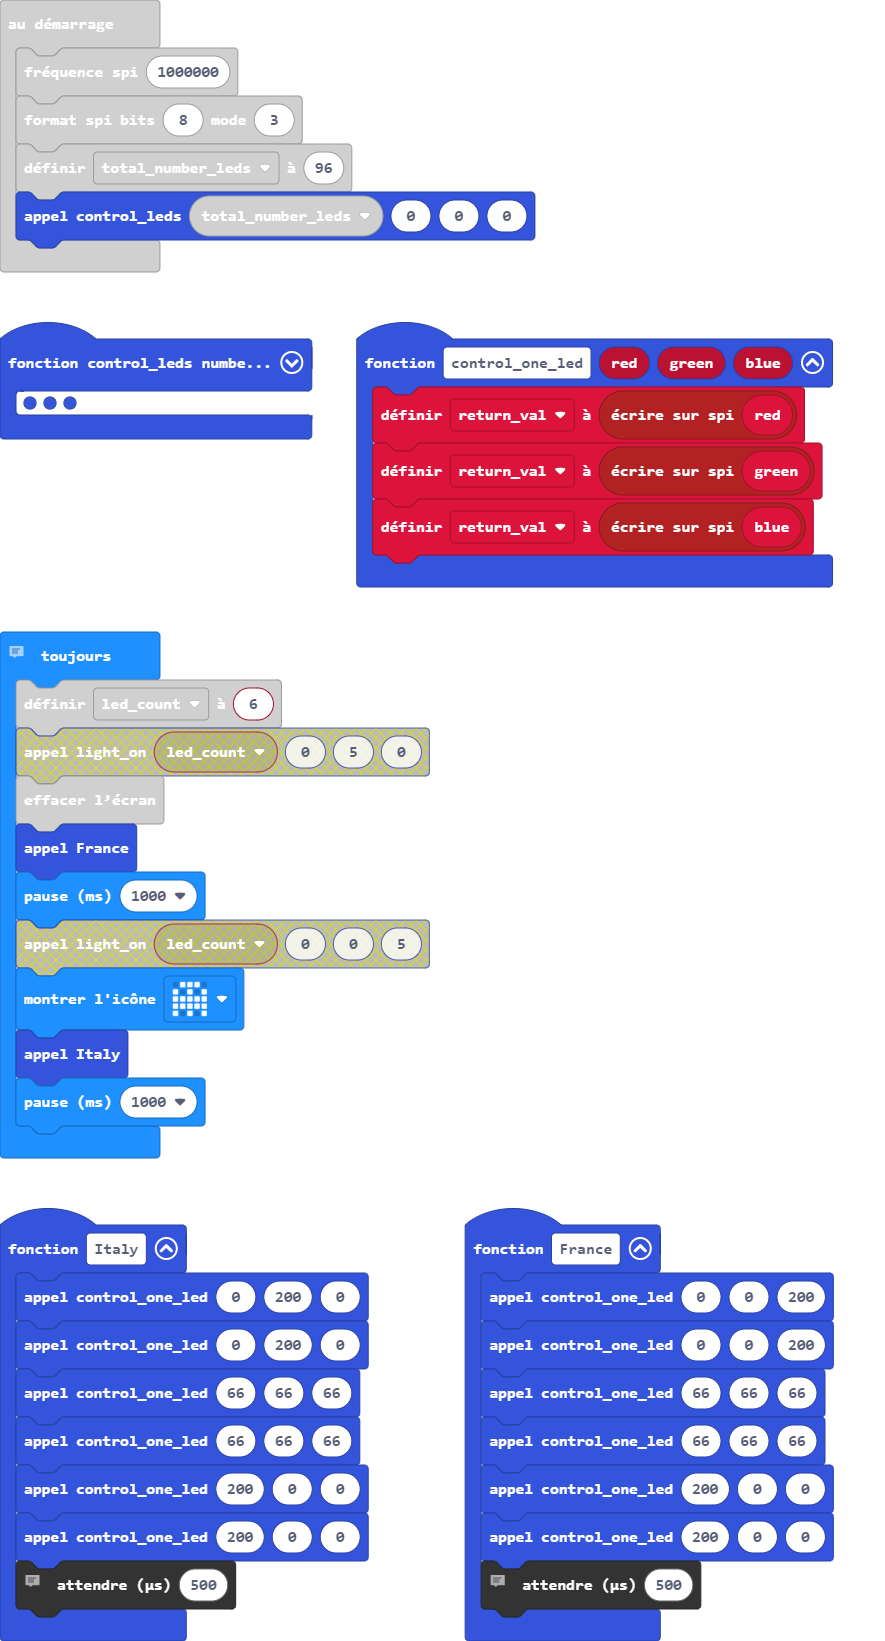 au démarrage
fréquence spi 1000000
format spi bits 8 mode 3
définir total_number_leds à 96
appel control_leds total_number_leds 0 0 0
fonction control_leds numbe...
fonction control_one_led red green blue
définir return_val à écrire sur spi red
définir return_val à écrire sur spi green
définir return_val à écrire sur spi blue
toujours
définir led_count à 6
appel light_on led_count 0 5 0
effacer l’écran
appel France
pause (ms) 1000
appel light_on led_count 0 0 5
montrer l'icône
appel Italy
pause (ms) 1000
fonction Italy
appel control_one_led 0 200 0
appel control_one_led 0 200 0
appel control_one_led 66 66 66
appel control_one_led 66 66 66
appel control_one_led 200 0 0
appel control_one_led 200 0 0
attendre (µs) 500
fonction France
appel control_one_led 0 0 200
appel control_one_led 0 0 200
appel control_one_led 66 66 66
appel control_one_led 66 66 66
appel control_one_led 200 0 0
appel control_one_led 200 0 0
attendre (µs) 500